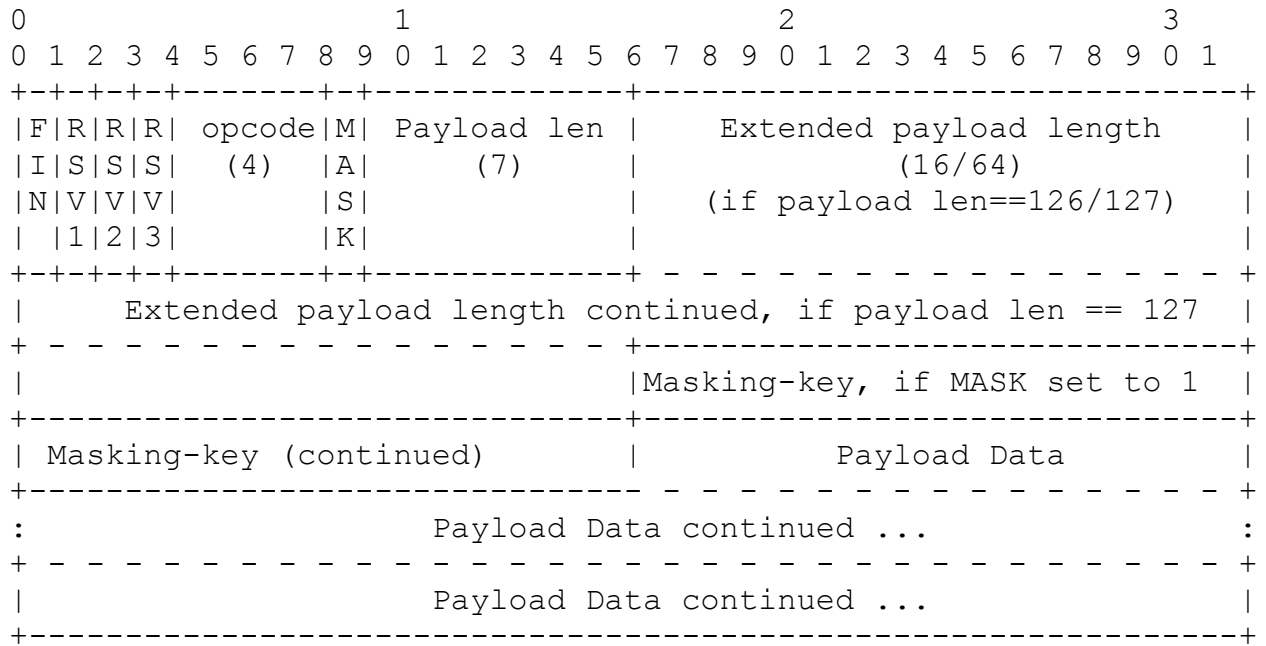 0                   1                   2                   3
0 1 2 3 4 5 6 7 8 9 0 1 2 3 4 5 6 7 8 9 0 1 2 3 4 5 6 7 8 9 0 1
+-+-+-+-+-------+-+-------------+-------------------------------+
|F|R|R|R| opcode|M| Payload len |    Extended payload length    |
|I|S|S|S|  (4)  |A|     (7)     |             (16/64)           |
|N|V|V|V|       |S|             |   (if payload len==126/127)   |
| |1|2|3|       |K|             |                               |
+-+-+-+-+-------+-+-------------+ - - - - - - - - - - - - - - - +
|     Extended payload length continued, if payload len == 127  |
+ - - - - - - - - - - - - - - - +-------------------------------+
|                               |Masking-key, if MASK set to 1  |
+-------------------------------+-------------------------------+
| Masking-key (continued)       |          Payload Data         |
+-------------------------------- - - - - - - - - - - - - - - - +
:                     Payload Data continued ...                :
+ - - - - - - - - - - - - - - - - - - - - - - - - - - - - - - - +
|                     Payload Data continued ...                |
+---------------------------------------------------------------+